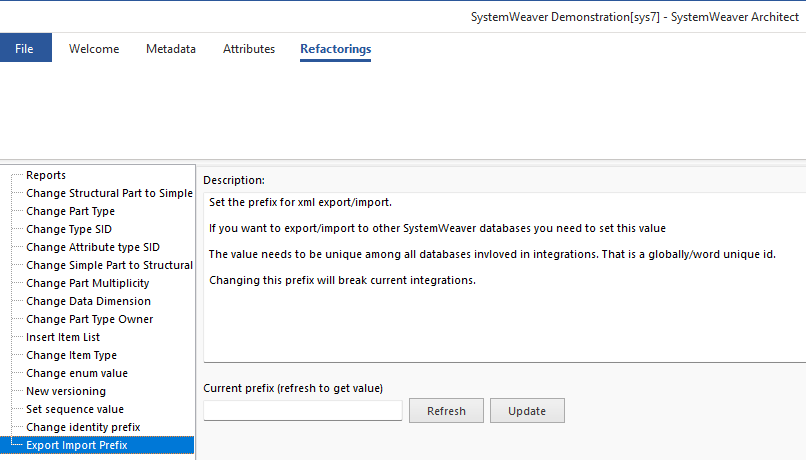 SystemWeaver Demonstration[sys7] - SystemWeaver Architect
File Welcome Metadata Attributes Refactorings
Reports
Change Structural Part to Simple
Change Part Type
Change Type SID
Change Attribute type SID
Change Simple Part to Structural
Change Part Multiplicity
Change Data Dimension
Change Part Type Owner
Insert Item List
Change Item Type
Change enum value
New versioning
Set sequence value
Change identity prefix
Export Import Prefix
Description:
Set the prefix for xml export/import.
If you want to export/import to other SystemWeaver databases you need to set this value
The value needs to be unique among all databases invloved in integrations. That is a globally/word unique id.
Changing this prefix will break current integrations.
Current prefix (refresh to get value)
Refresh Update